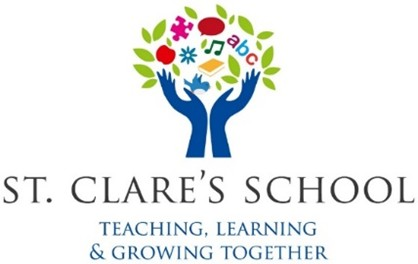 abc
ST. CLARE'S SCHOOL
TEACHING, LEARNING
& GROWING TOGETHER